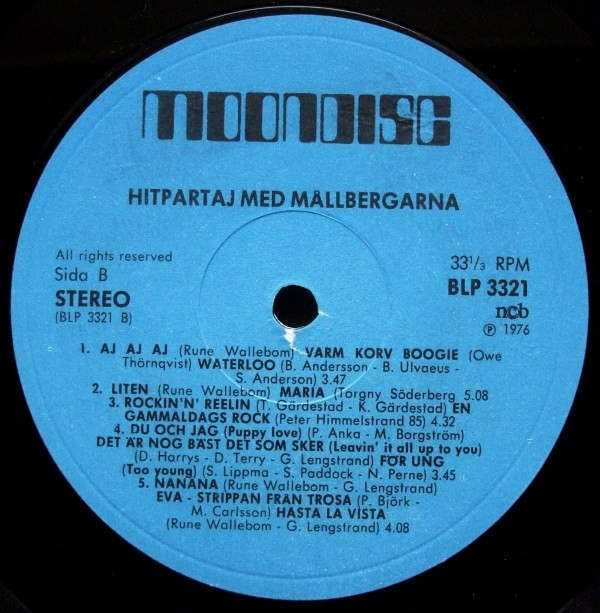 MOONDISC
HITPARTAJ MED MÅLLBERGARNA
All rights reserved
Sida B
STEREO
(BLP 3321 B)
33 1/3 RPM
BLP 3321
ncb
℗ 1976
1. AJ AJ AJ (Rune Wallebom) VARM KORV BOOGIE (Owe
Thörnqvist) WATERLOO (B. Andersson - B. Ulvaeus -
S. Anderson) 3.47
2. LITEN (Rune Wallebom) MARIA (Torgny Söderberg) 5.08
3. ROCKIN'N' REELIN (T. Gärdestad - K. Gärdestad) EN
GAMMALDAGS ROCK (Peter Himmelstrand 85) 4.32
4. DU OCH JAG (Puppy love) (P. Anka - M. Borgström)
DET ÄR NOG BÄST DET SOM SKER (Leavin' it all up to you)
(D. Harrys - D. Terry - G. Lengstrand) FÖR UNG
(Too young) (S. Lippma - S. Paddock - N. Perne) 3.45
5. NANANA (Rune Wallebom - G. Lengstrand)
EVA - STRIPPAN FRÅN TROSA (P. Björk -
M. Carlsson) HASTA LA VISTA
(Rune Wallebom - G. Lengstrand) 4.08